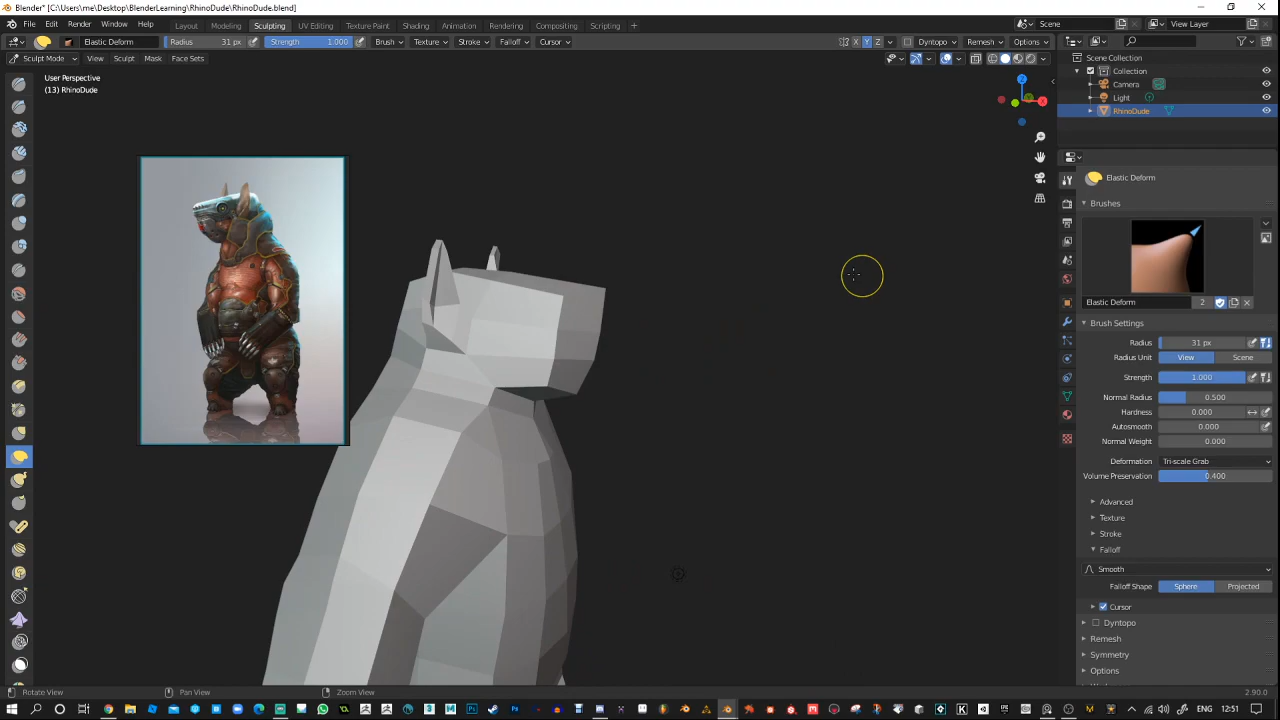 Blender* [C:\Users\me\Desktop\BlenderLearning\RhinoDude\RhinoDude.blend]
File Edit Render Window Help Layout Modeling Sculpting UV Editing Texture Paint Shading Animation Rendering Compositing Scripting + Scene View Layer
Elastic Deform Radius 31 px Strength 1.000 Brush Texture Stroke Falloff Cursor X Y Z Dyntopo Remesh Options
Sculpt Mode View Sculpt Mask Face Sets
User Perspective
(13) RhinoDude
Z
X
Scene Collection
Collection
Camera
Light
RhinoDude
Elastic Deform
Brushes
Elastic Deform 2
Brush Settings
Radius 31 px
Radius Unit View Scene
Strength 1.000
Normal Radius 0.500
Hardness 0.000
Autosmooth 0.000
Normal Weight 0.000
Deformation Tri-scale Grab
Volume Preservation 0.400
Advanced
Texture
Stroke
Falloff
Smooth
Falloff Shape Sphere Projected
Cursor
Dyntopo
Remesh
Symmetry
Options
Rotate View Pan View Zoom View 2.90.0
ENG 12:51